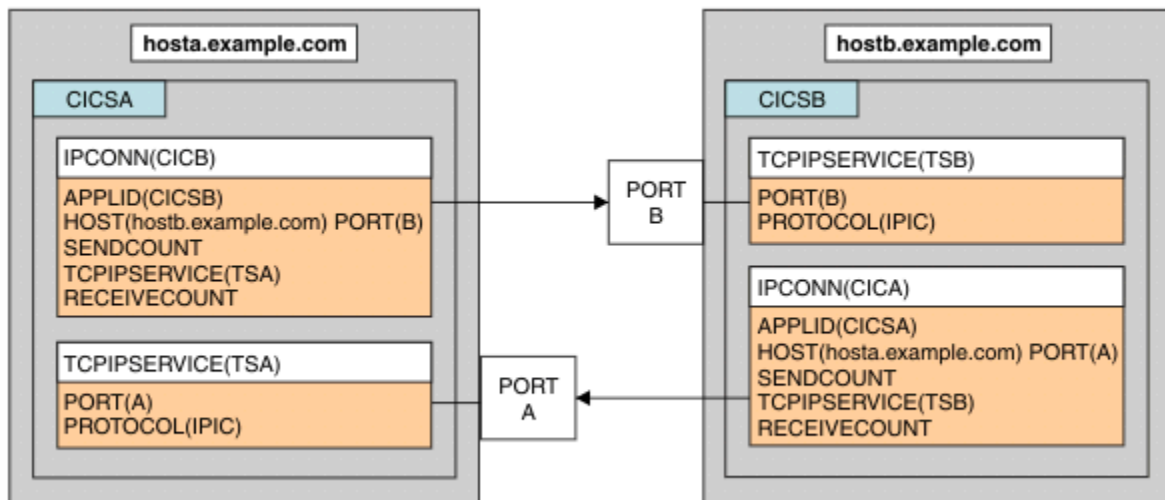 hosta.example.com
CICSA
IPCONN(CICB)
APPLID(CICSB)
HOST(hostb.example.com) PORT(B)
SENDCOUNT
TCPIPSERVICE(TSA)
RECEIVECOUNT
TCPIPSERVICE(TSA)
PORT(A)
PROTOCOL(IPIC)
PORT
B
PORT
A
hostb.example.com
CICSB
TCPIPSERVICE(TSB)
PORT(B)
PROTOCOL(IPIC)
IPCONN(CICA)
APPLID(CICSA)
HOST(hosta.example.com) PORT(A)
SENDCOUNT
TCPIPSERVICE(TSB)
RECEIVECOUNT